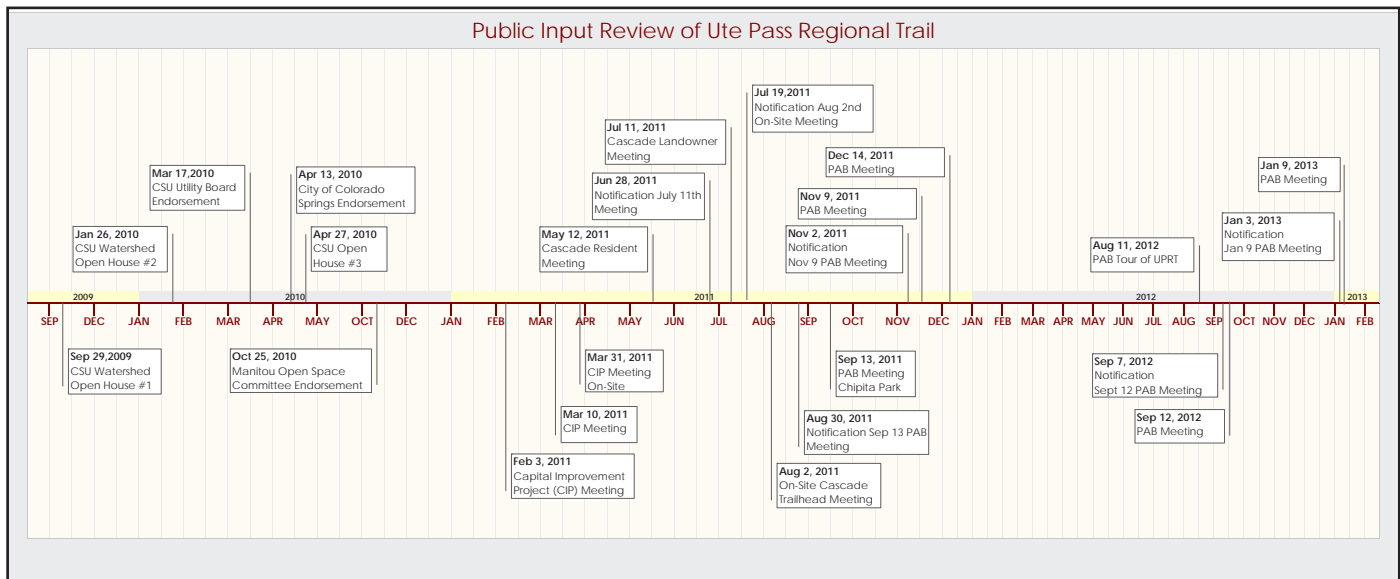 Public Input Review of Ute Pass Regional Trail
Jul 19,2011
Notification Aug 2nd
On-Site Meeting
Jul 11, 2011
Cascade Landowner
Meeting
Dec 14, 2011
PAB Meeting
Jan 9, 2013
PAB Meeting
Mar 17,2010
CSU Utility Board
Endorsement
Apr 13, 2010
City of Colorado
Springs Endorsement
Jun 28, 2011
Notification July 11th
Meeting
Nov 9, 2011
PAB Meeting
Jan 3, 2013
Notification
Jan 9 PAB Meeting
Jan 26, 2010
CSU Watershed
Open House #2
Apr 27, 2010
CSU Open
House #3
May 12, 2011
Cascade Resident
Meeting
Nov 2, 2011
Notification
Nov 9 PAB Meeting
Aug 11, 2012
PAB Tour of UPRT
2009 2010 2011 2012 2013
SEP DEC JAN FEB MAR APR MAY OCT DEC JAN FEB MAR APR MAY JUN JUL AUG SEP OCT NOV DEC JAN FEB MAR APR MAY JUN JUL AUG SEP OCT NOV DEC JAN FEB
Sep 29,2009
CSU Watershed
Open House #1
Oct 25, 2010
Manitou Open Space
Committee Endorsement
Mar 31, 2011
CIP Meeting
On-Site
Sep 13, 2011
PAB Meeting
Chipita Park
Sep 7, 2012
Notification
Sept 12 PAB Meeting
Mar 10, 2011
CIP Meeting
Aug 30, 2011
Notification Sep 13 PAB
Meeting
Sep 12, 2012
PAB Meeting
Feb 3, 2011
Capital Improvement
Project (CIP) Meeting
Aug 2, 2011
On-Site Cascade
Trailhead Meeting